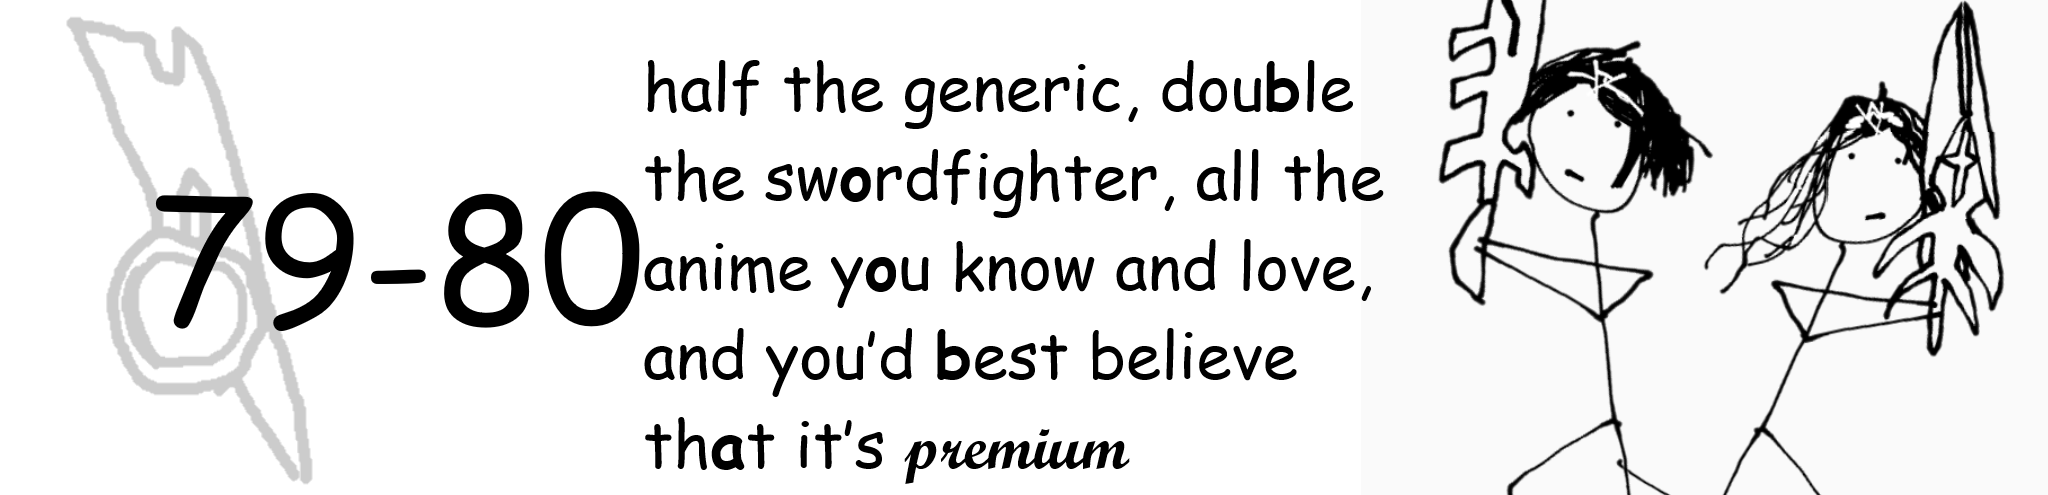 79-80
half the generic, double
the swordfighter, all the
anime you know and love,
and you'd best believe
that it's premium